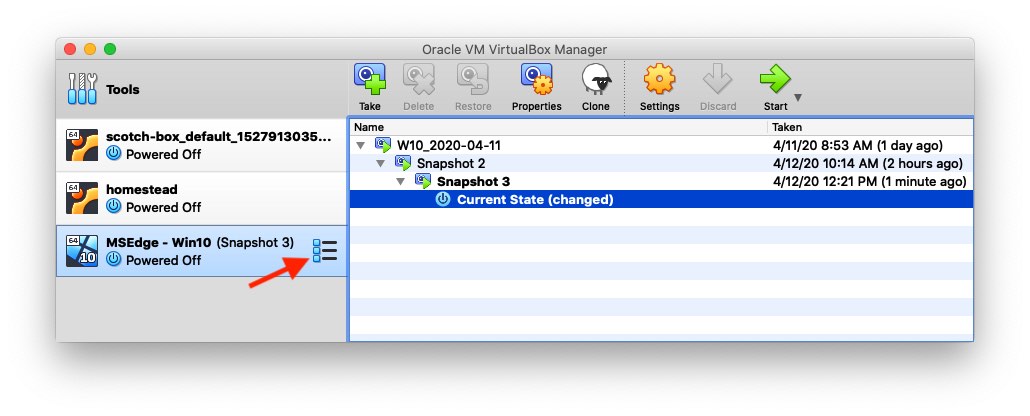 Oracle VM VirtualBox Manager
Tools
Take Delete Restore Properties Clone Settings Discard Start
64 scotch-box_default_1527913035...
Powered Off
64 homestead
Powered Off
64 10 MSEdge - Win10 (Snapshot 3)
Powered Off
Name Taken
W10_2020-04-11 4/11/20 8:53 AM (1 day ago)
Snapshot 2 4/12/20 10:14 AM (2 hours ago)
Snapshot 3 4/12/20 12:21 PM (1 minute ago)
Current State (changed)